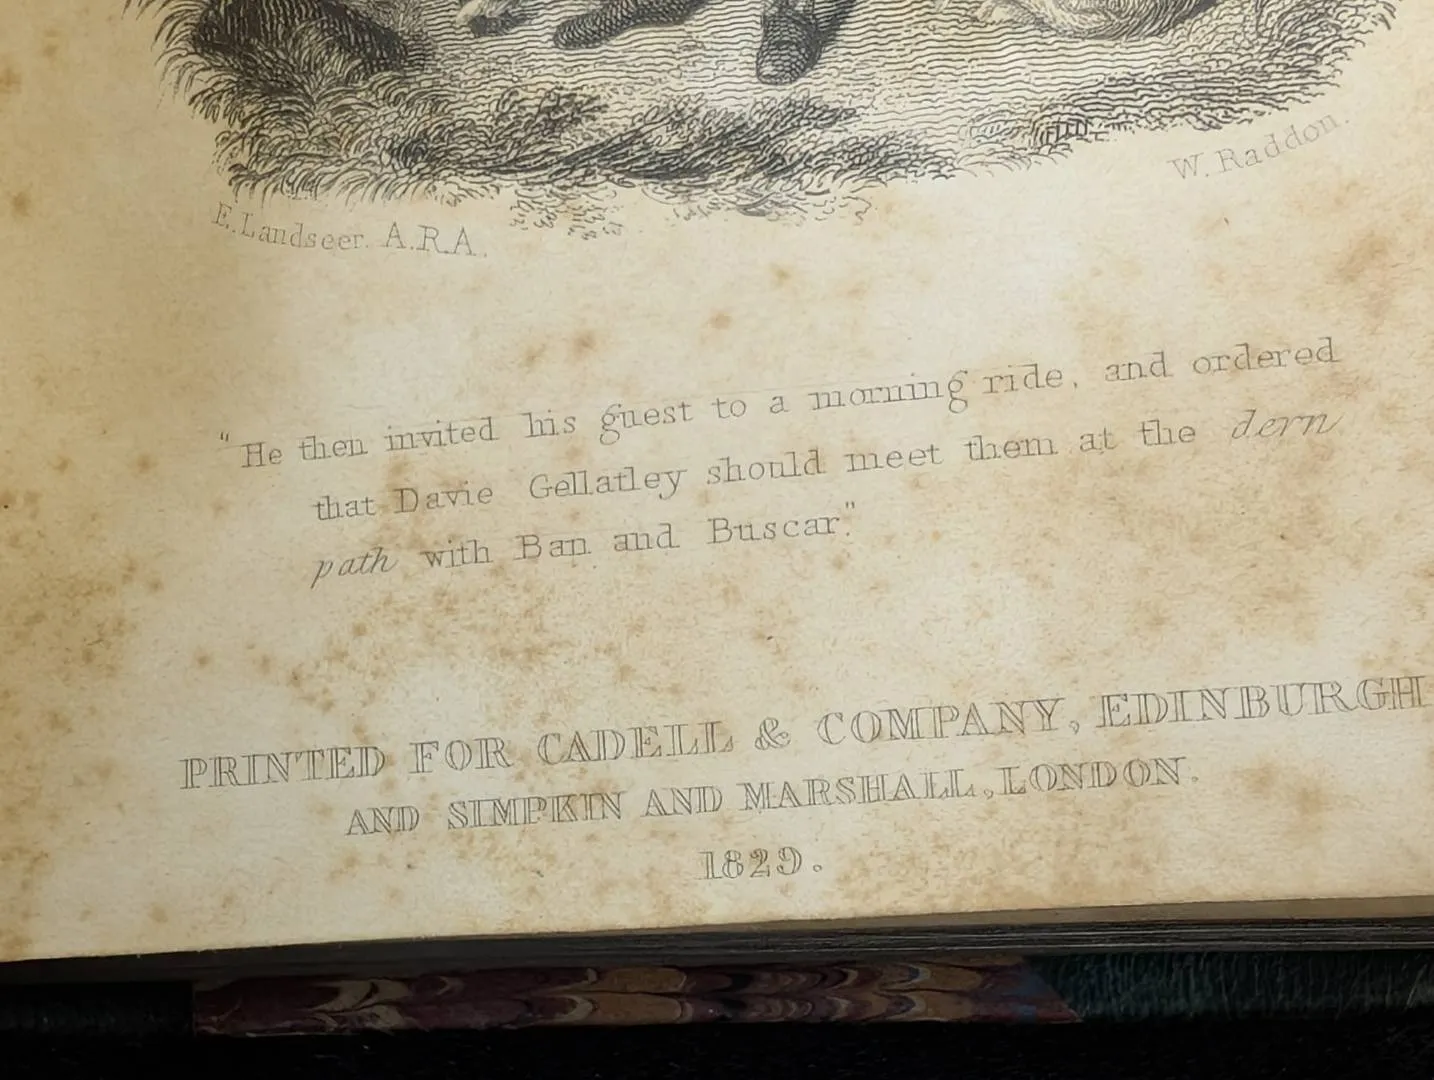 E. Landseer. A.R.A.
W. Raddon.
"He then invited his guest to a morning ride, and ordered
that Davie Gellatley should meet them at the dern
path with Ban and Buscar."
PRINTED FOR CADELL & COMPANY, EDINBURGH
AND SIMPKIN AND MARSHALL, LONDON.
1829.